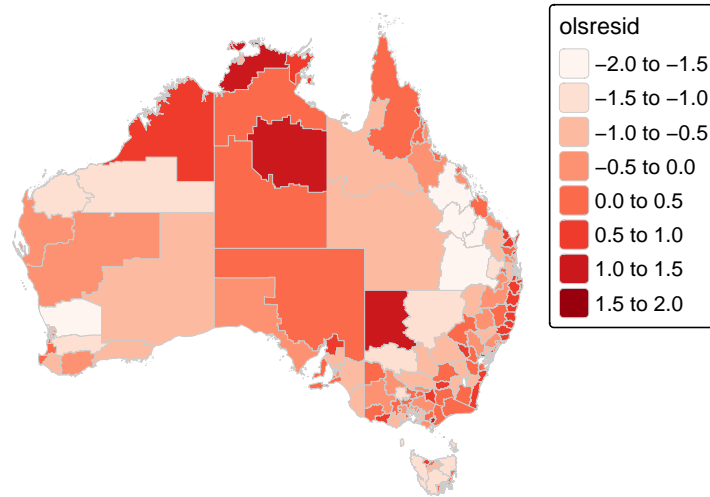 olsresid
−2.0 to −1.5
−1.5 to −1.0
−1.0 to −0.5
−0.5 to 0.0
0.0 to 0.5
0.5 to 1.0
1.0 to 1.5
1.5 to 2.0